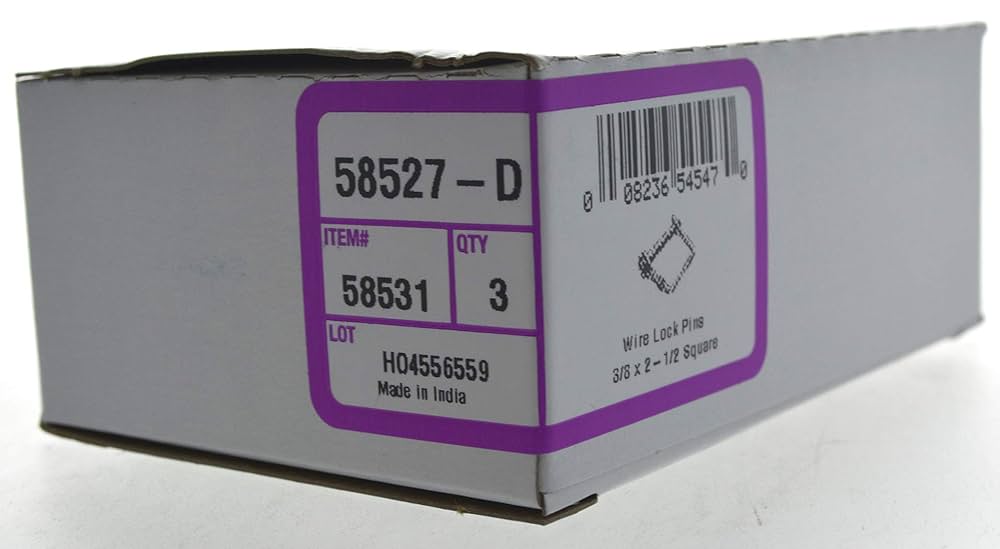 58527-D
ITEM#
58531
QTY
3
LOT
H04556559
Made in India
0 08236 54547 0
Wire Lock Pins
3/8 x 2-1/2 Square